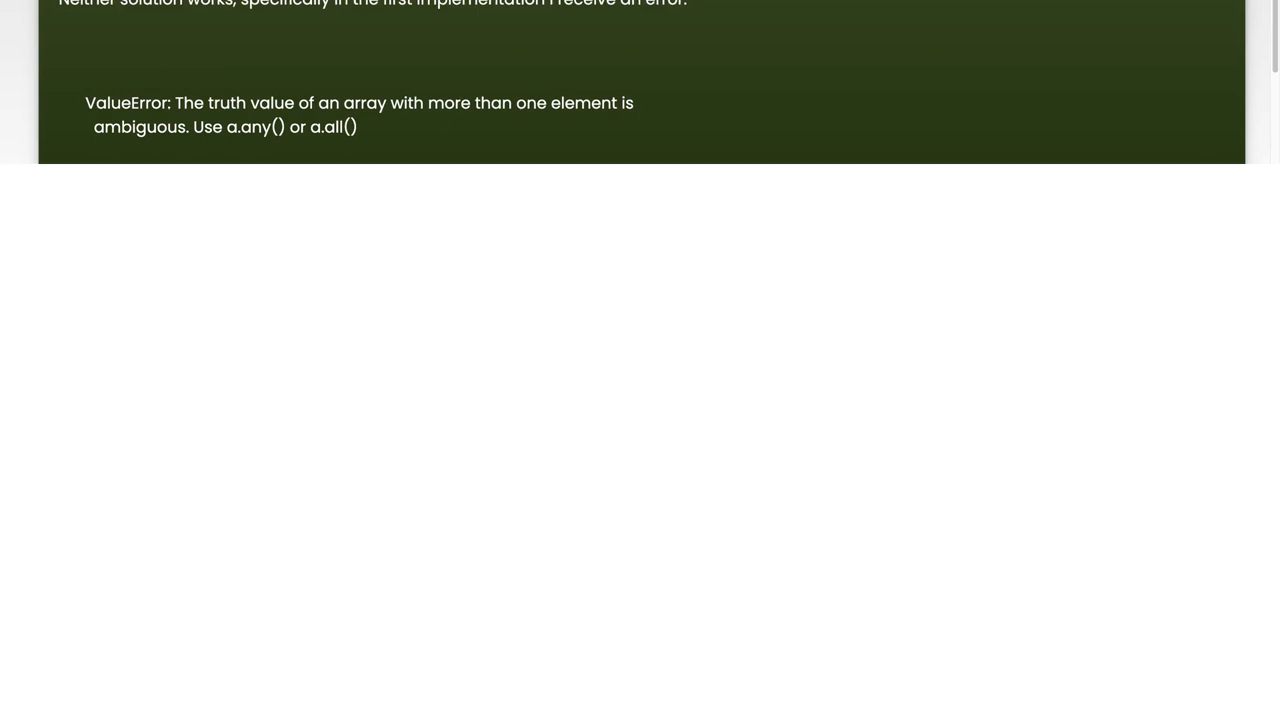 Neither solution works, specifically in the first implementation I receive an error:
ValueError: The truth value of an array with more than one element is
ambiguous. Use a.any() or a.all()